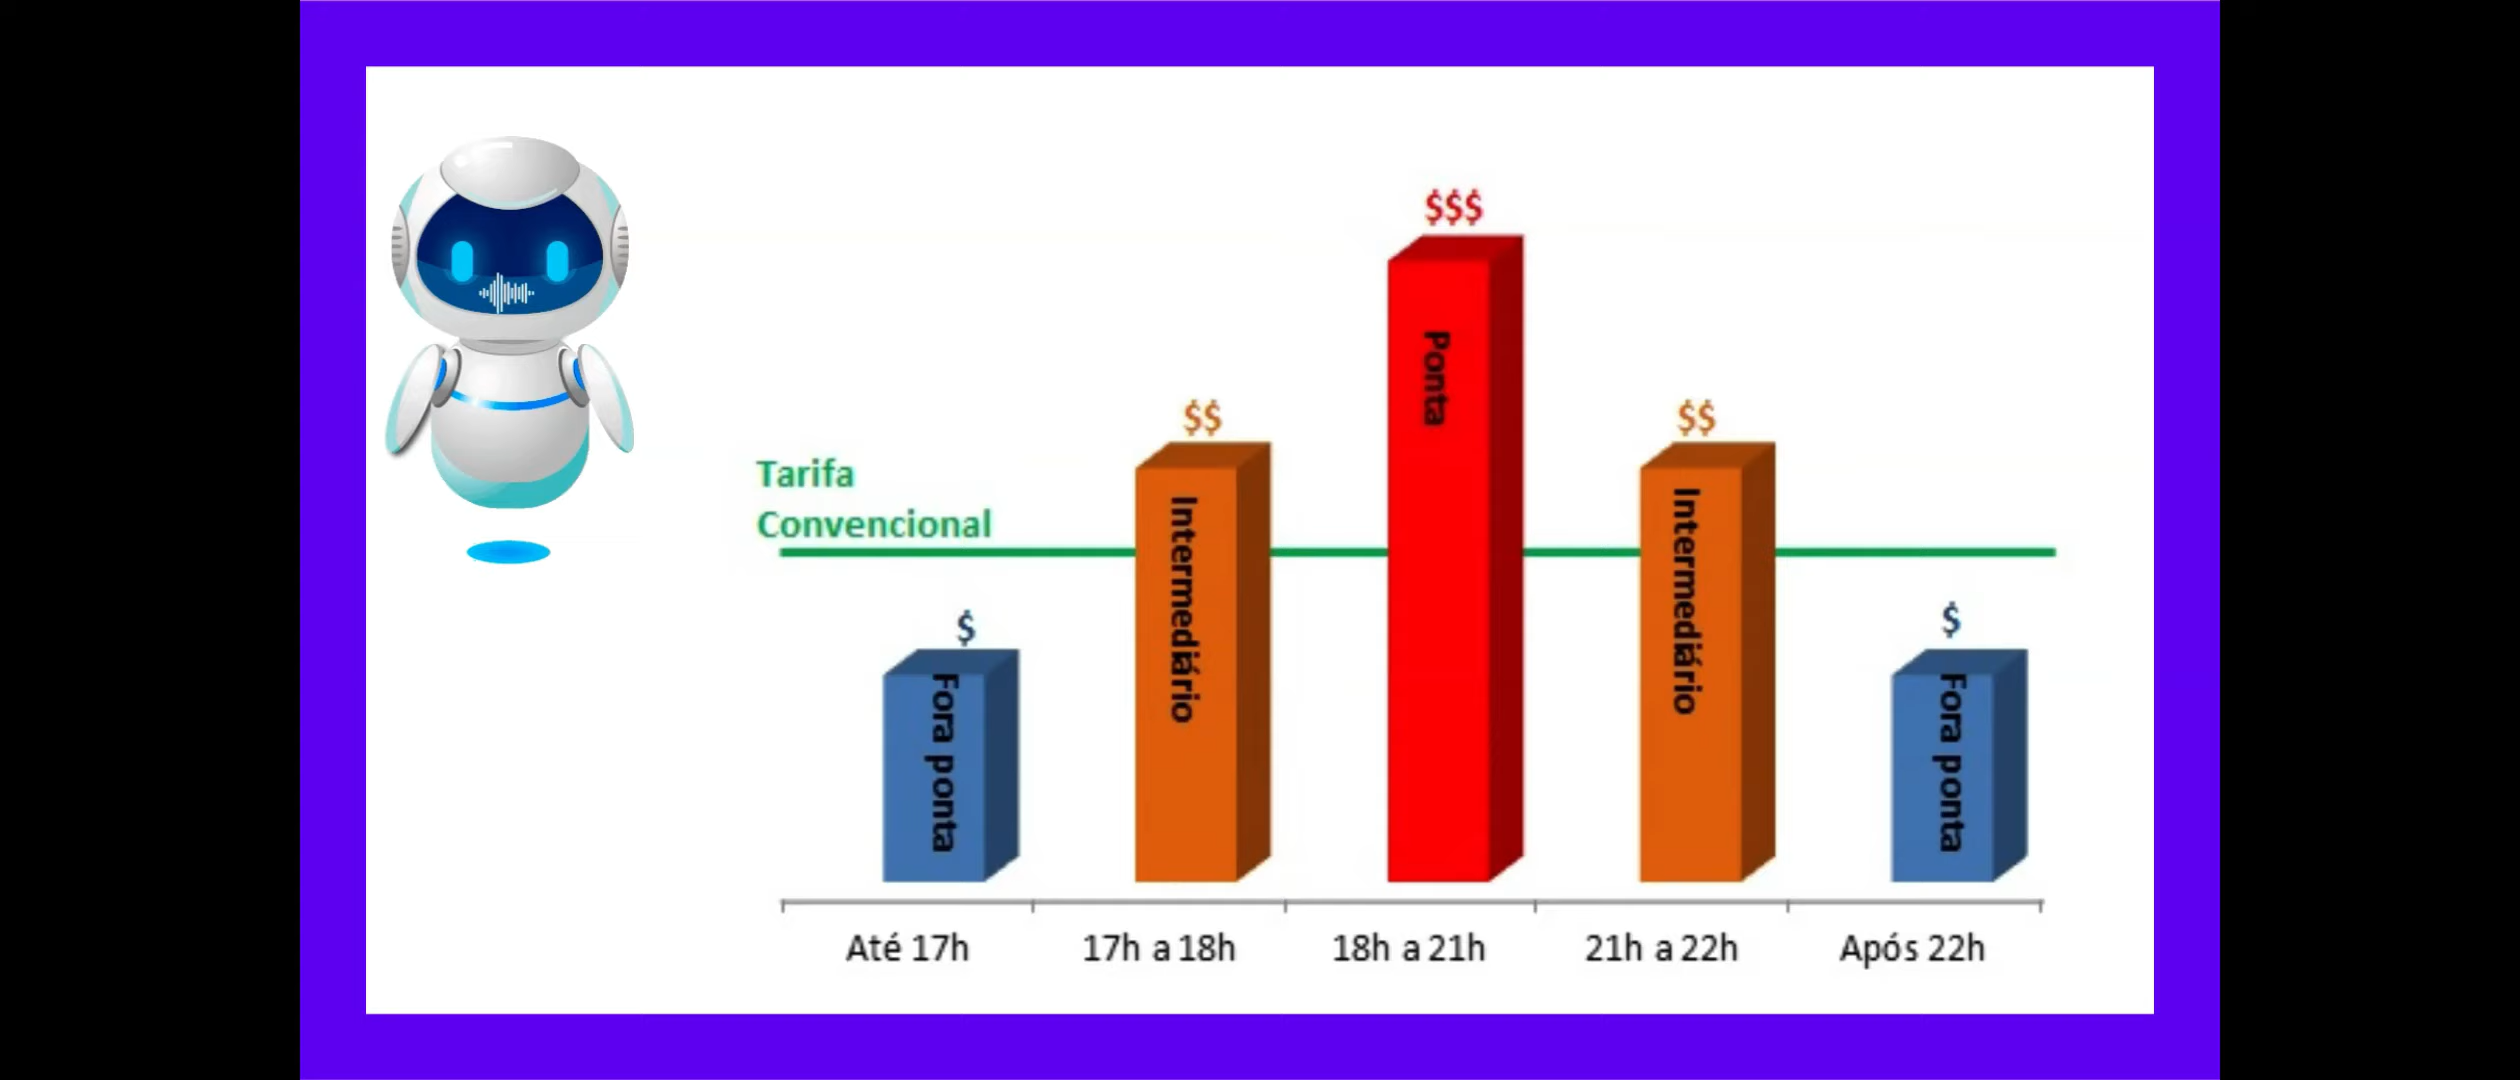 $$$
Ponta
$$
$$
Tarifa
Convencional
Intermediário
Intermediário
$
$
Fora ponta
Fora ponta
Até 17h
17h a 18h
18h a 21h
21h a 22h
Após 22h